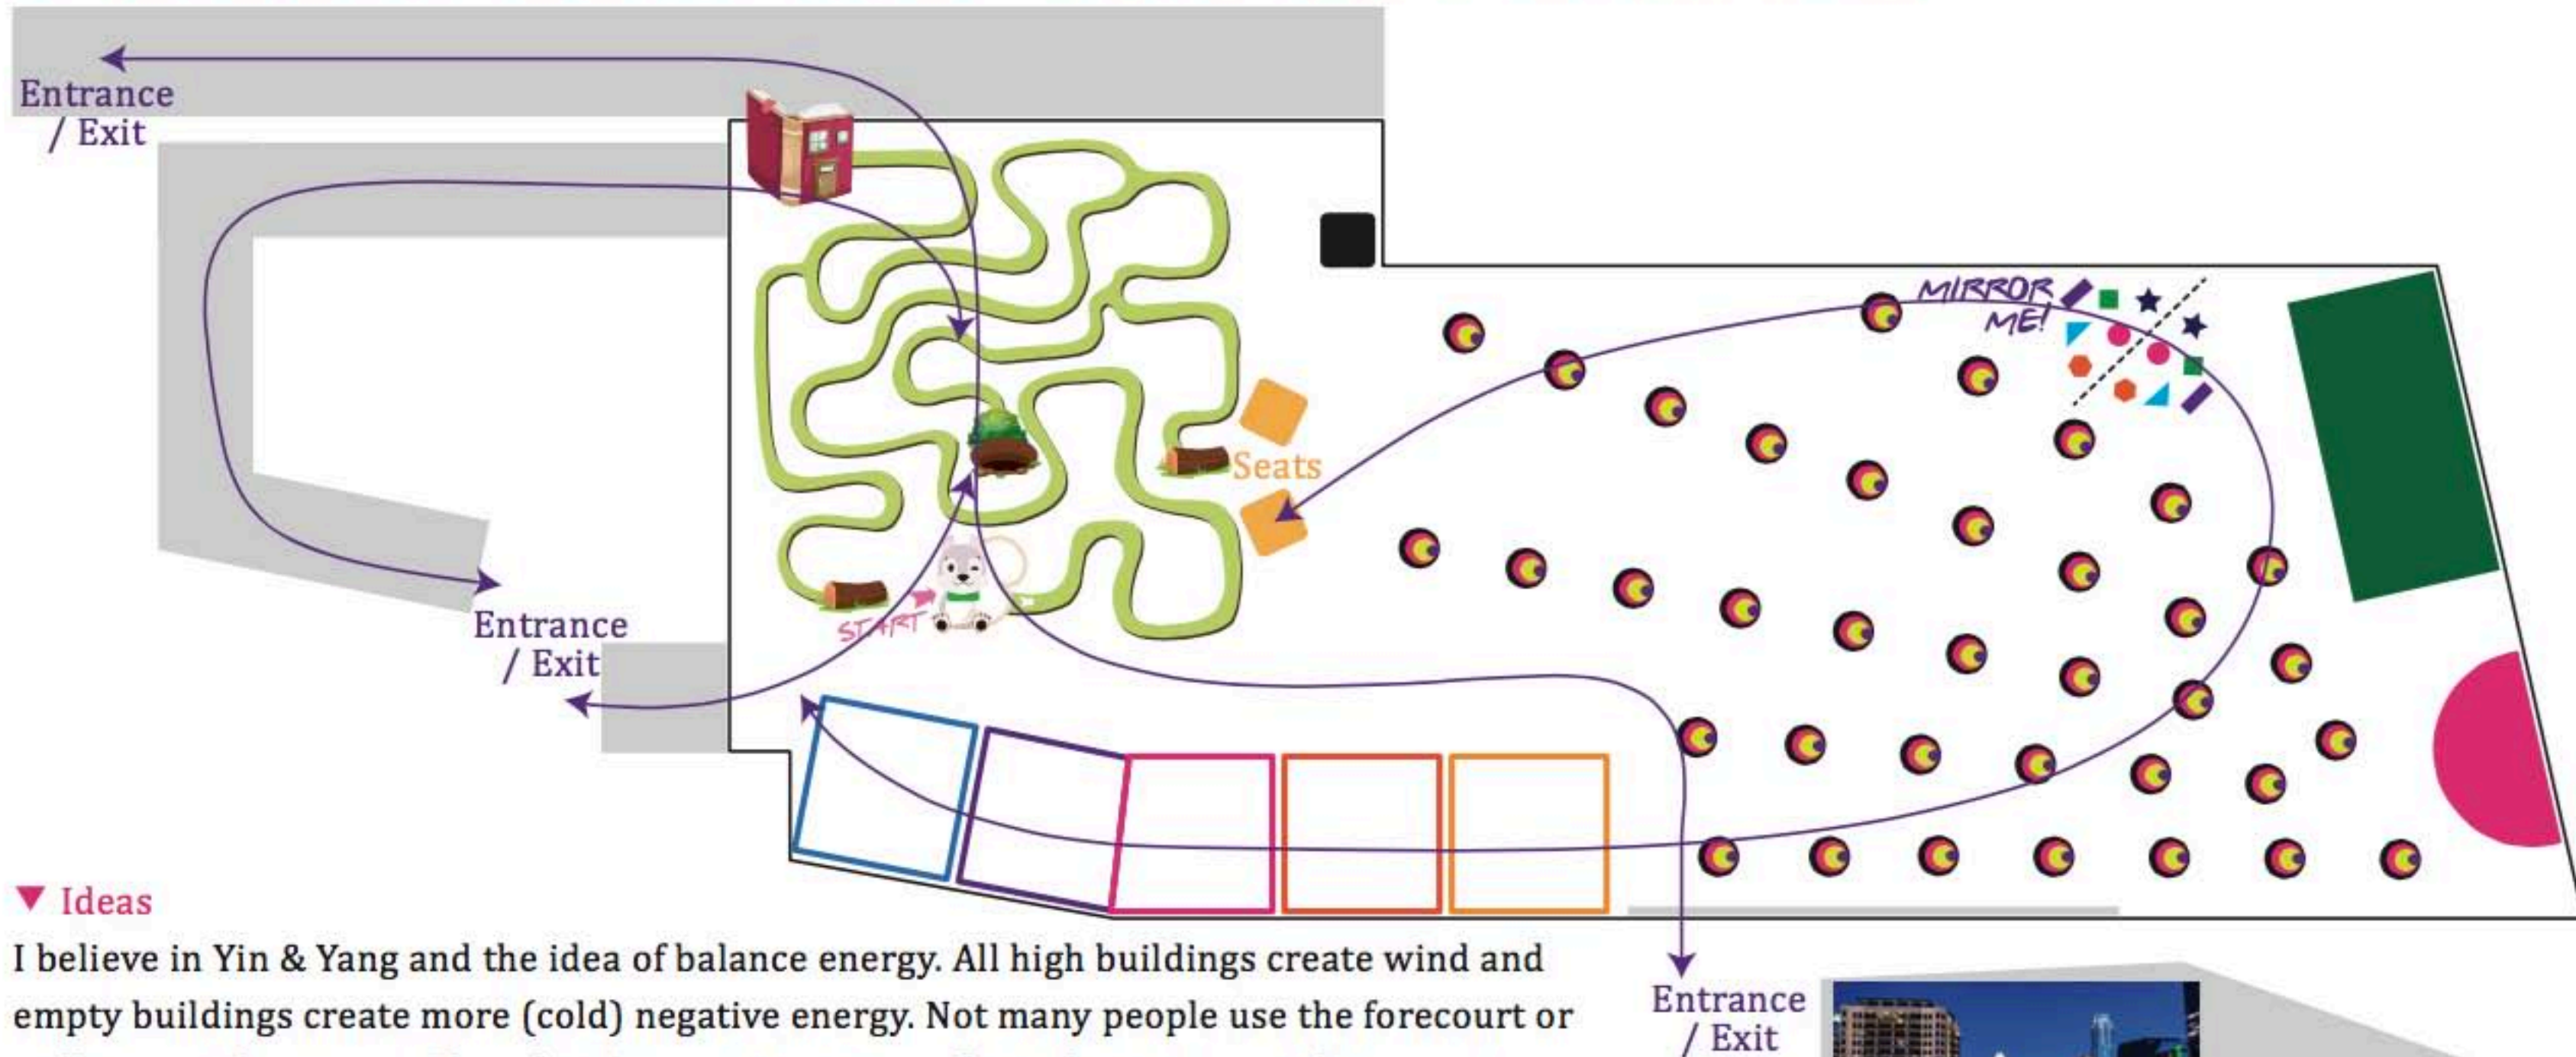 Entrance
/ Exit
MIRROR
ME!
Seats
START
Entrance
/ Exit
▼ Ideas
I believe in Yin & Yang and the idea of balance energy. All high buildings create wind and
empty buildings create more (cold) negative energy. Not many people use the forecourt or
Entrance
/ Exit